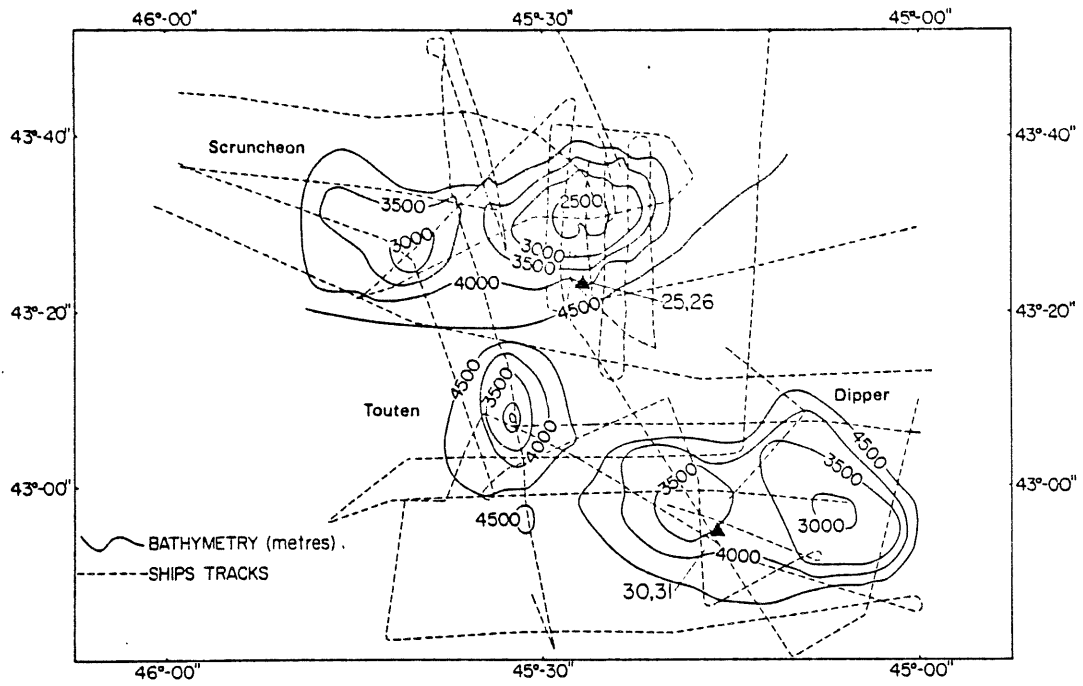 46°-00" 45°-30" 45°-00"
43°-40" 43°-40"
Scruncheon
3500 2500
3000 3000
3500
4000 4500 25,26
43°-20" 43°-20"
4500 3500
Touten Dipper
4000 4500
3500 3500
43°-00" 43°-00"
4500 3000
BATHYMETRY (metres). 4000
SHIPS TRACKS
30,31
46°-00" 45°-30" 45°-00"